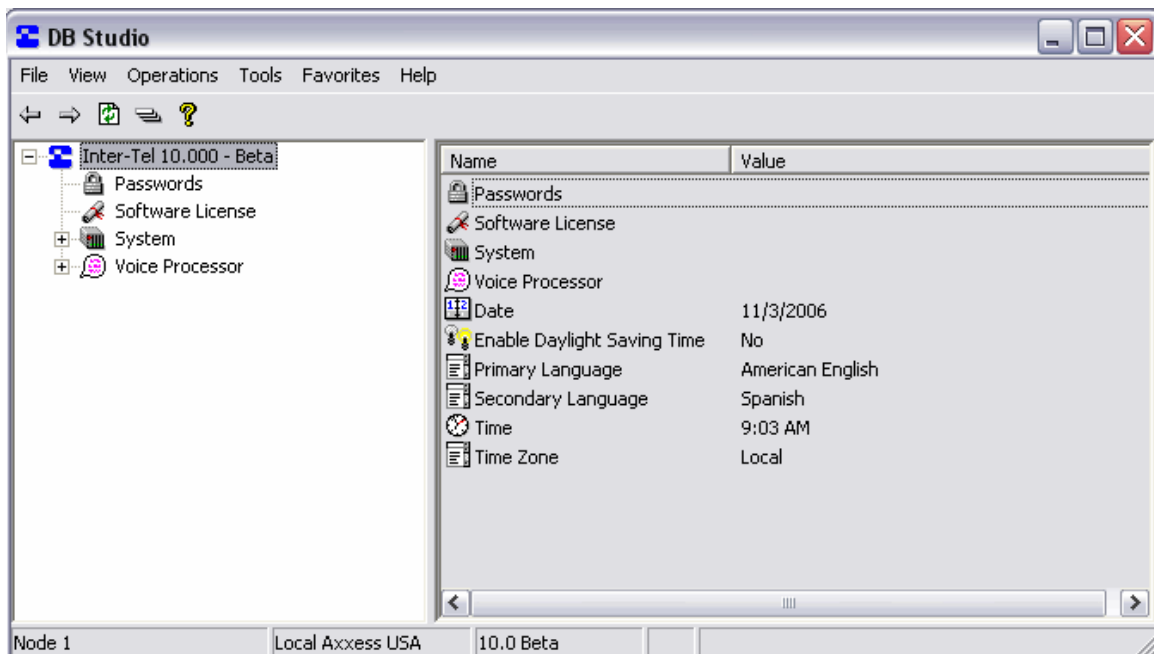 DB Studio
File View Operations Tools Favorites Help
Inter-Tel 10.000 - Beta
Passwords
Software License
System
Voice Processor
Name Value
Passwords
Software License
System
Voice Processor
Date 11/3/2006
Enable Daylight Saving Time No
Primary Language American English
Secondary Language Spanish
Time 9:03 AM
Time Zone Local
Node 1 Local Axxess USA 10.0 Beta